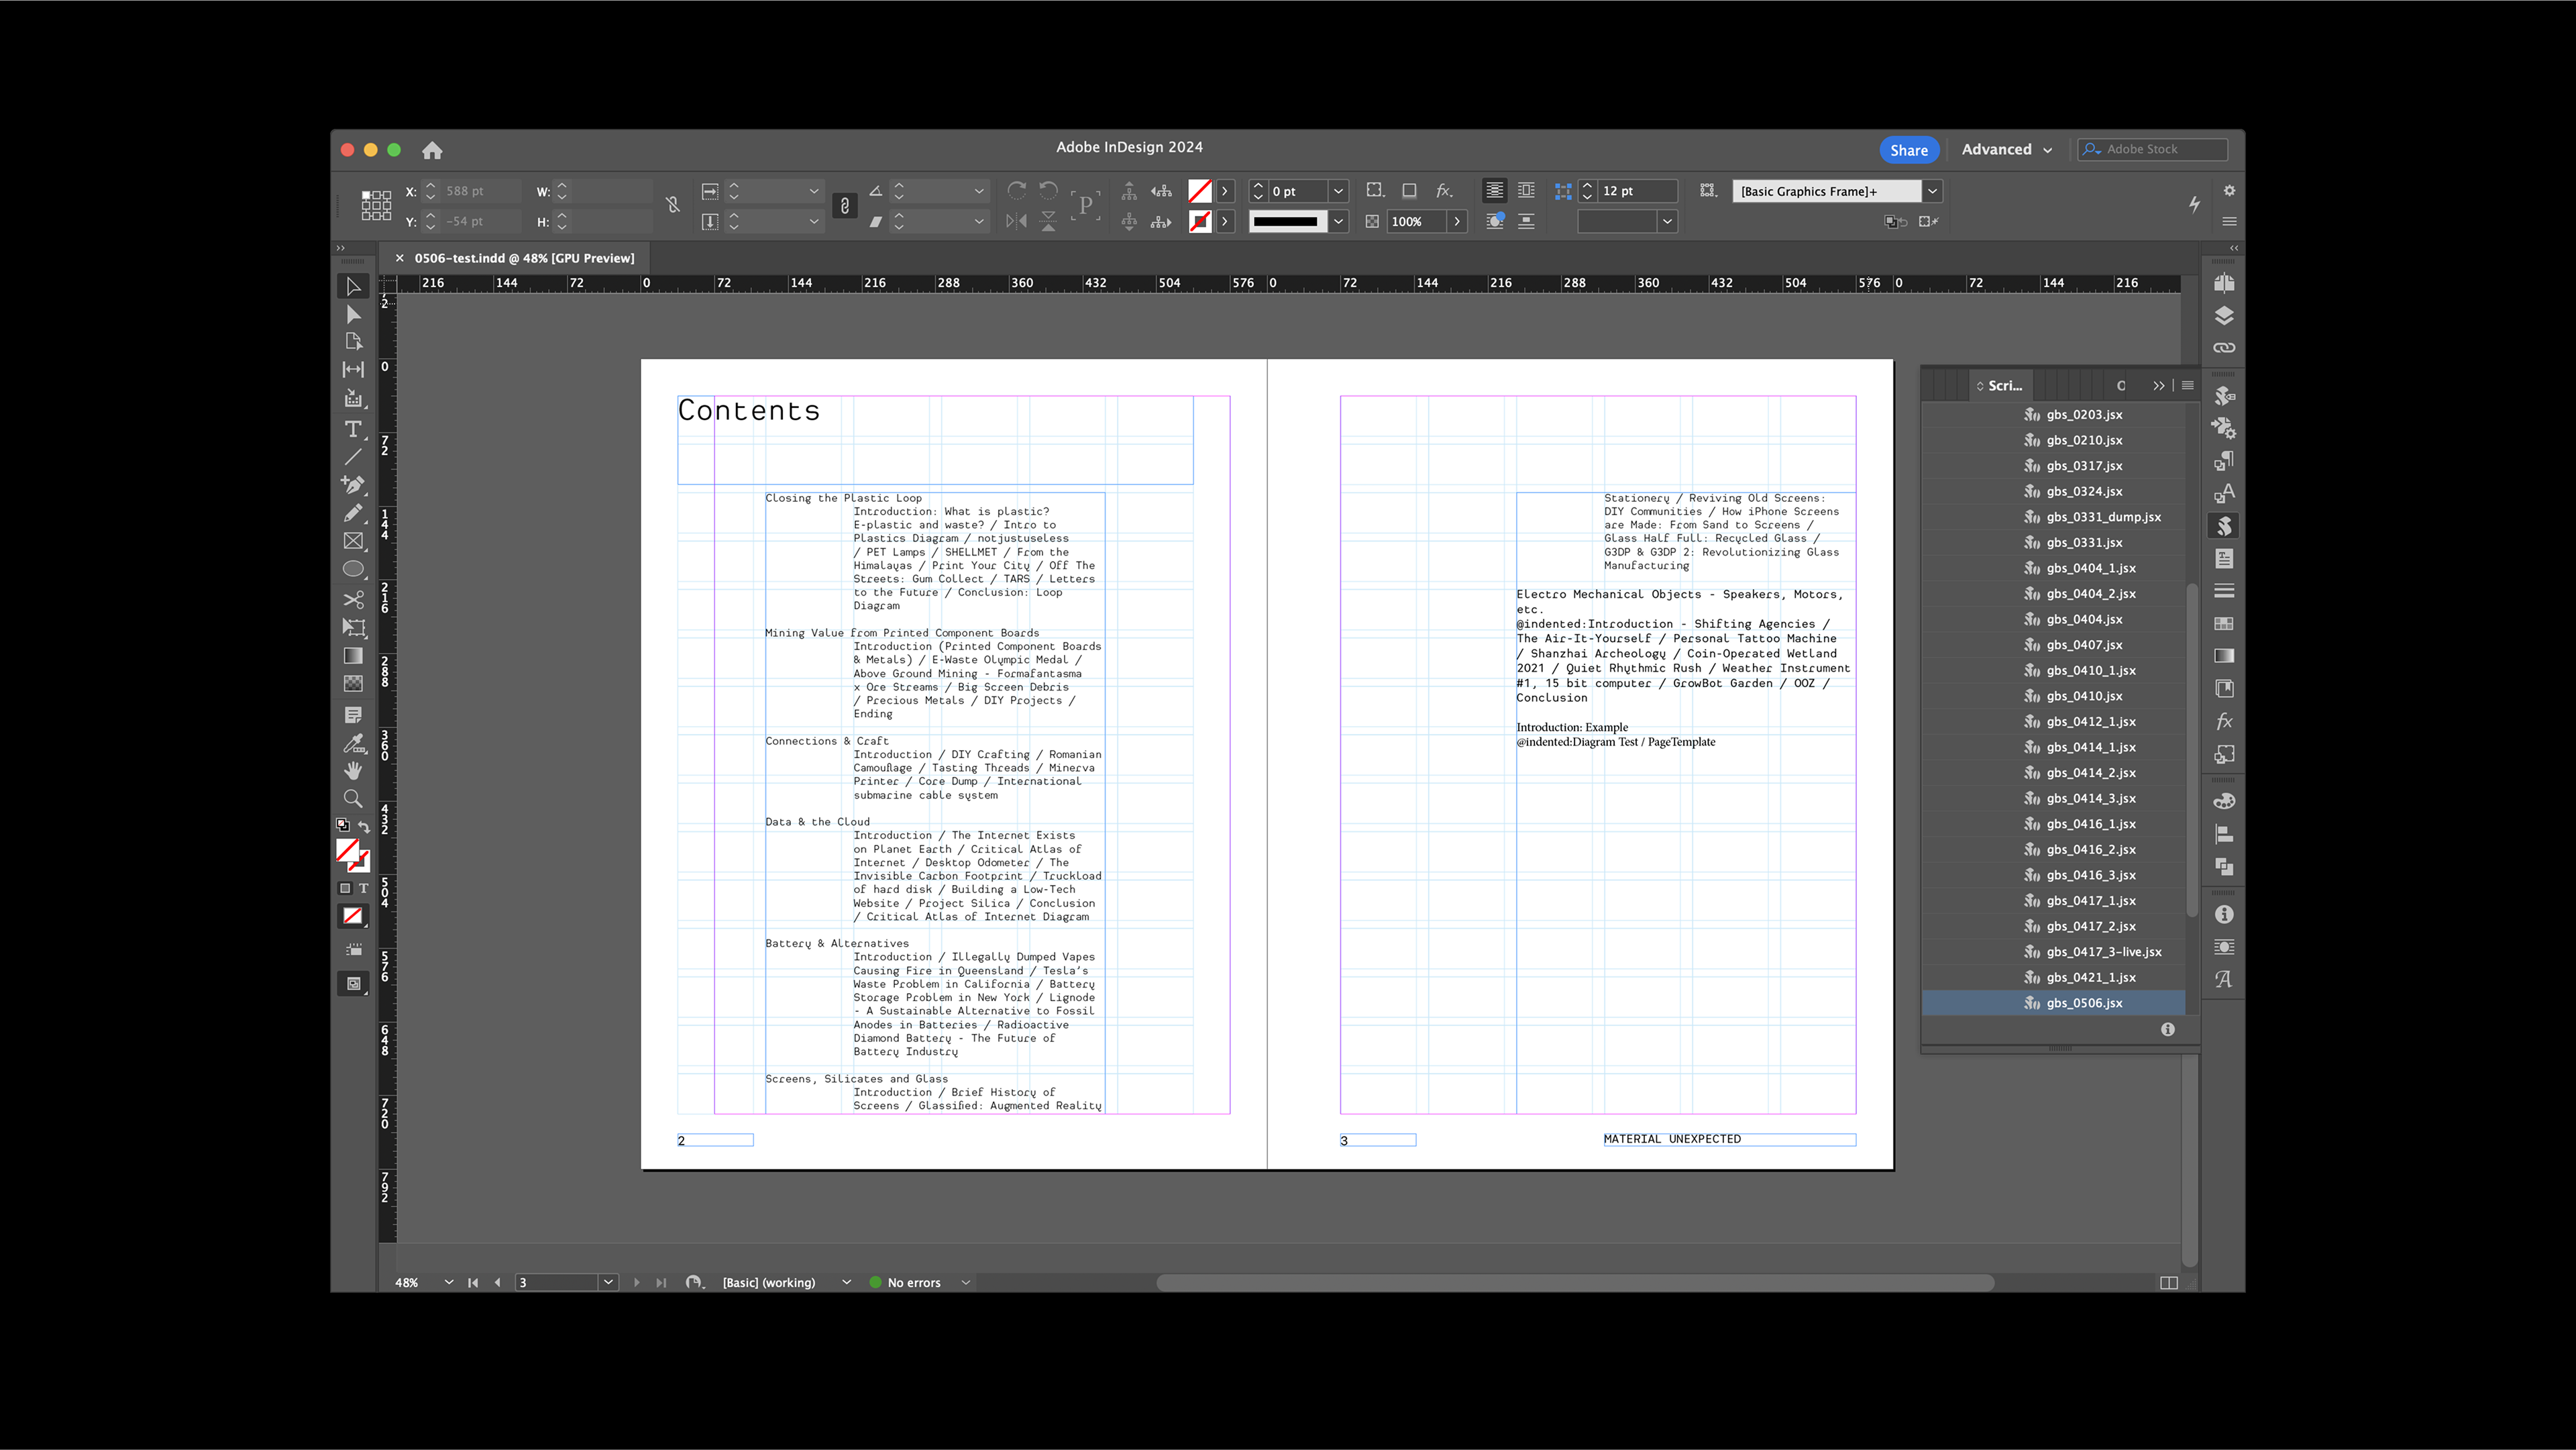 Adobe InDesign 2024
Share
Advanced
Adobe Stock
X: 588 pt
W:
0 pt
12 pt
[Basic Graphics Frame]+
Y: -54 pt
H:
P
fx.
100%
× 0506-test.indd @ 48% [GPU Preview]
216 144 72 0 72 144 216 288 360 432 504 576 0 72 144 216 288 360 432 504 576 0 72 144 216
2
0
72
144
216
288
360
432
504
576
648
720
792
Contents
Closing the Plastic Loop
Introduction: What is plastic?
E-plastic and waste? / Intro to
Plastics Diagram / notjustuseless
/ PET Lamps / SHELLMET / From the
Himalayas / Print Your City / Off The
Streets: Gum Collect / TARS / Letters
to the Future / Conclusion: Loop
Diagram
Mining Value from Printed Component Boards
Introduction (Printed Component Boards
& Metals) / E-Waste Olympic Medal /
Above Ground Mining - Formafantasma
x Ore Streams / Big Screen Debris
/ Precious Metals / DIY Projects /
Ending
Connections & Craft
Introduction / DIY Crafting / Romanian
Camouflage / Tasting Threads / Minerva
Printer / Core Dump / International
submarine cable system
Data & the Cloud
Introduction / The Internet Exists
on Planet Earth / Critical Atlas of
Internet / Desktop Odometer / The
Invisible Carbon Footprint / Truckload
of hard disk / Building a Low-Tech
Website / Project Silica / Conclusion
/ Critical Atlas of Internet Diagram
Battery & Alternatives
Introduction / Illegally Dumped Vapes
Causing Fire in Queensland / Tesla's
Waste Problem in California / Battery
Storage Problem in New York / Lignode
- A Sustainable Alternative to Fossil
Anodes in Batteries / Radioactive
Diamond Battery - The Future of
Battery Industry
Screens, Silicates and Glass
Introduction / Brief History of
Screens / Glassified: Augmented Reality
2
Stationery / Reviving Old Screens:
DIY Communities / How iPhone Screens
are Made: From Sand to Screens /
Glass Half Full: Recycled Glass /
G3DP & G3DP 2: Revolutionizing Glass
Manufacturing
Electro Mechanical Objects - Speakers, Motors,
etc.
@indented:Introduction - Shifting Agencies /
The Air-It-Yourself / Personal Tattoo Machine
/ Shanzhai Archeology / Coin-Operated Wetland
2021 / Quiet Rhythmic Rush / Weather Instrument
#1, 15 bit computer / GrowBot Garden / OOZ /
Conclusion
Introduction: Example
@indented:Diagram Test / PageTemplate
3
MATERIAL UNEXPECTED
Scri...
gbs_0203.jsx
gbs_0210.jsx
gbs_0317.jsx
gbs_0324.jsx
gbs_0331_dump.jsx
gbs_0331.jsx
gbs_0404_1.jsx
gbs_0404_2.jsx
gbs_0404.jsx
gbs_0407.jsx
gbs_0410_1.jsx
gbs_0410.jsx
gbs_0412_1.jsx
gbs_0414_1.jsx
gbs_0414_2.jsx
gbs_0414_3.jsx
gbs_0416_1.jsx
gbs_0416_2.jsx
gbs_0416_3.jsx
gbs_0417_1.jsx
gbs_0417_2.jsx
gbs_0417_3-live.jsx
gbs_0421_1.jsx
gbs_0506.jsx
48%
3
[Basic] (working)
No errors